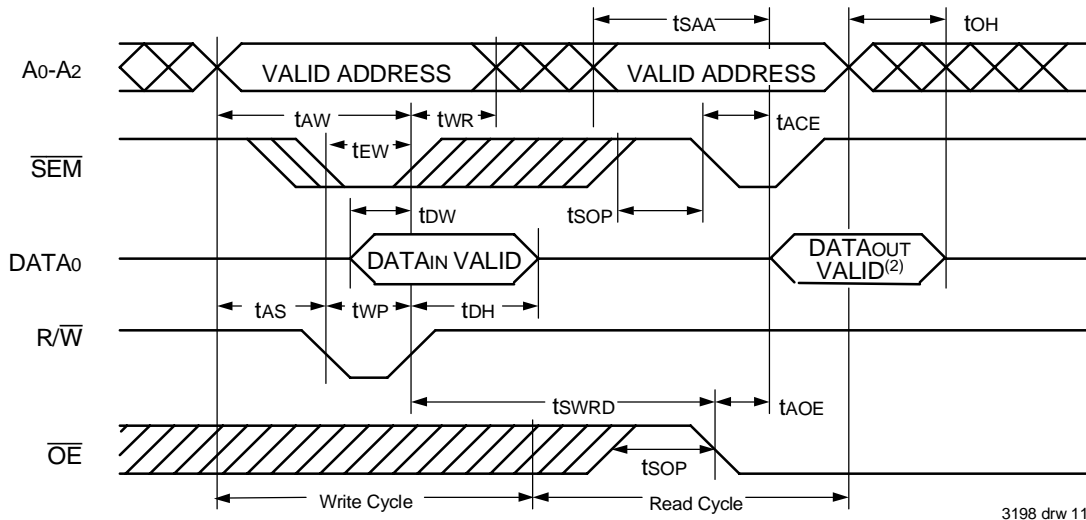 tSAA
tOH
A0-A2
VALID ADDRESS
VALID ADDRESS
tAW
tWR
tACE
tEW
SEM
tDW
tSOP
DATA0
DATAIN VALID
DATAOUT
VALID(2)
tAS
tWP
tDH
R/W
tSWRD
tAOE
OE
tSOP
Write Cycle
Read Cycle
3198 drw 11